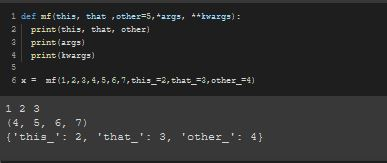 1 def mf(this, that ,other=5,*args, **kwargs):
2   print(this, that, other)
3   print(args)
4   print(kwargs)
5
6 x =  mf(1,2,3,4,5,6,7,this_=2,that_=3,other_=4)
1 2 3
(4, 5, 6, 7)
{'this_': 2, 'that_': 3, 'other_': 4}